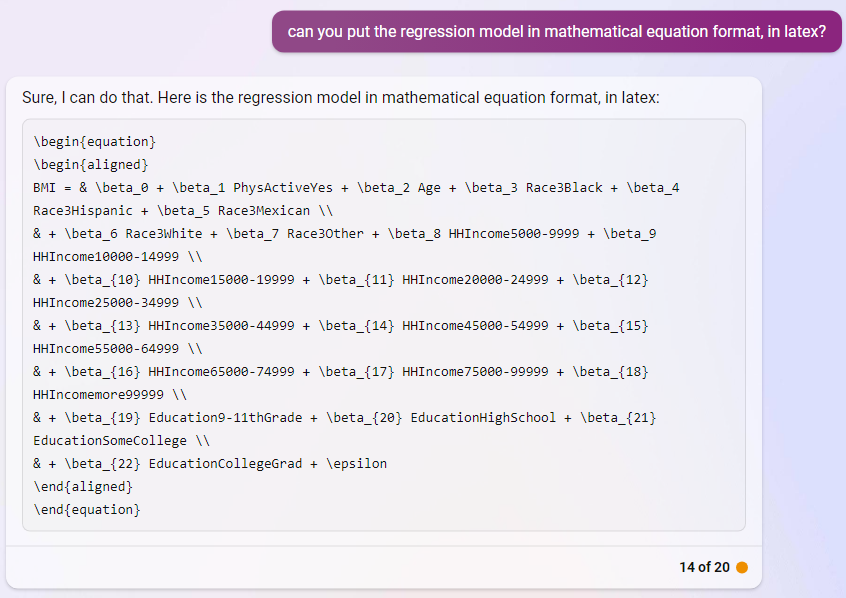 can you put the regression model in mathematical equation format, in latex?
Sure, I can do that. Here is the regression model in mathematical equation format, in latex:
\begin{equation}
\begin{aligned}
BMI = & \beta_0 + \beta_1 PhysActiveYes + \beta_2 Age + \beta_3 Race3Black + \beta_4
Race3Hispanic + \beta_5 Race3Mexican \\
& + \beta_6 Race3White + \beta_7 Race3Other + \beta_8 HHIncome5000-9999 + \beta_9
HHIncome10000-14999 \\
& + \beta_{10} HHIncome15000-19999 + \beta_{11} HHIncome20000-24999 + \beta_{12}
HHIncome25000-34999 \\
& + \beta_{13} HHIncome35000-44999 + \beta_{14} HHIncome45000-54999 + \beta_{15}
HHIncome55000-64999 \\
& + \beta_{16} HHIncome65000-74999 + \beta_{17} HHIncome75000-99999 + \beta_{18}
HHIncomemore99999 \\
& + \beta_{19} Education9-11thGrade + \beta_{20} EducationHighSchool + \beta_{21}
EducationSomeCollege \\
& + \beta_{22} EducationCollegeGrad + \epsilon
\end{aligned}
\end{equation}
14 of 20